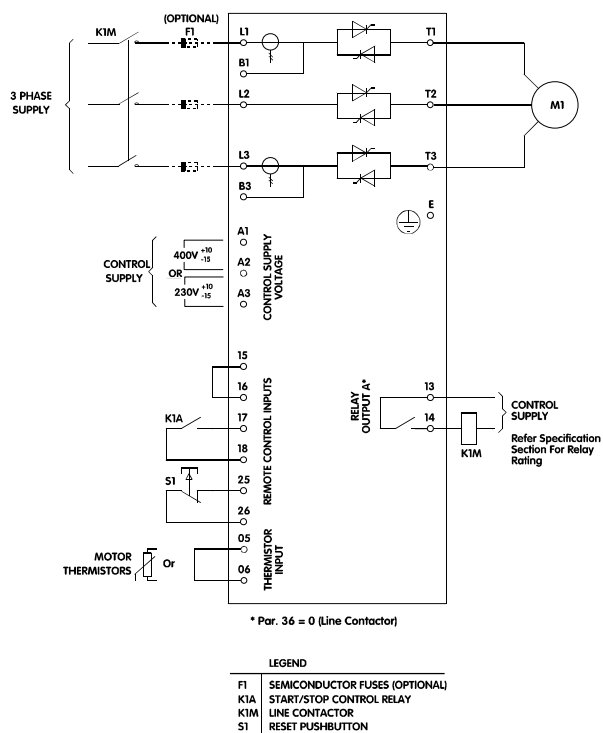 (OPTIONAL)
K1M
F1
L1
T1
B1
3 PHASE
SUPPLY
L2
T2
M1
L3
T3
B3
E
A1
400V +10
-15
CONTROL
SUPPLY
OR
A2
230V +10
-15
A3
CONTROL SUPPLY
VOLTAGE
15
16
K1A
17
18
S1
25
26
REMOTE CONTROL INPUTS
RELAY
OUTPUT A*
13
14
K1M
CONTROL
SUPPLY
Refer Specification
Section For Relay
Rating
MOTOR
THERMISTORS
Or
05
06
THERMISTOR
INPUT
* Par. 36 = 0 (Line Contactor)
LEGEND
F1 SEMICONDUCTOR FUSES (OPTIONAL)
K1A START/STOP CONTROL RELAY
K1M LINE CONTACTOR
S1 RESET PUSHBUTTON